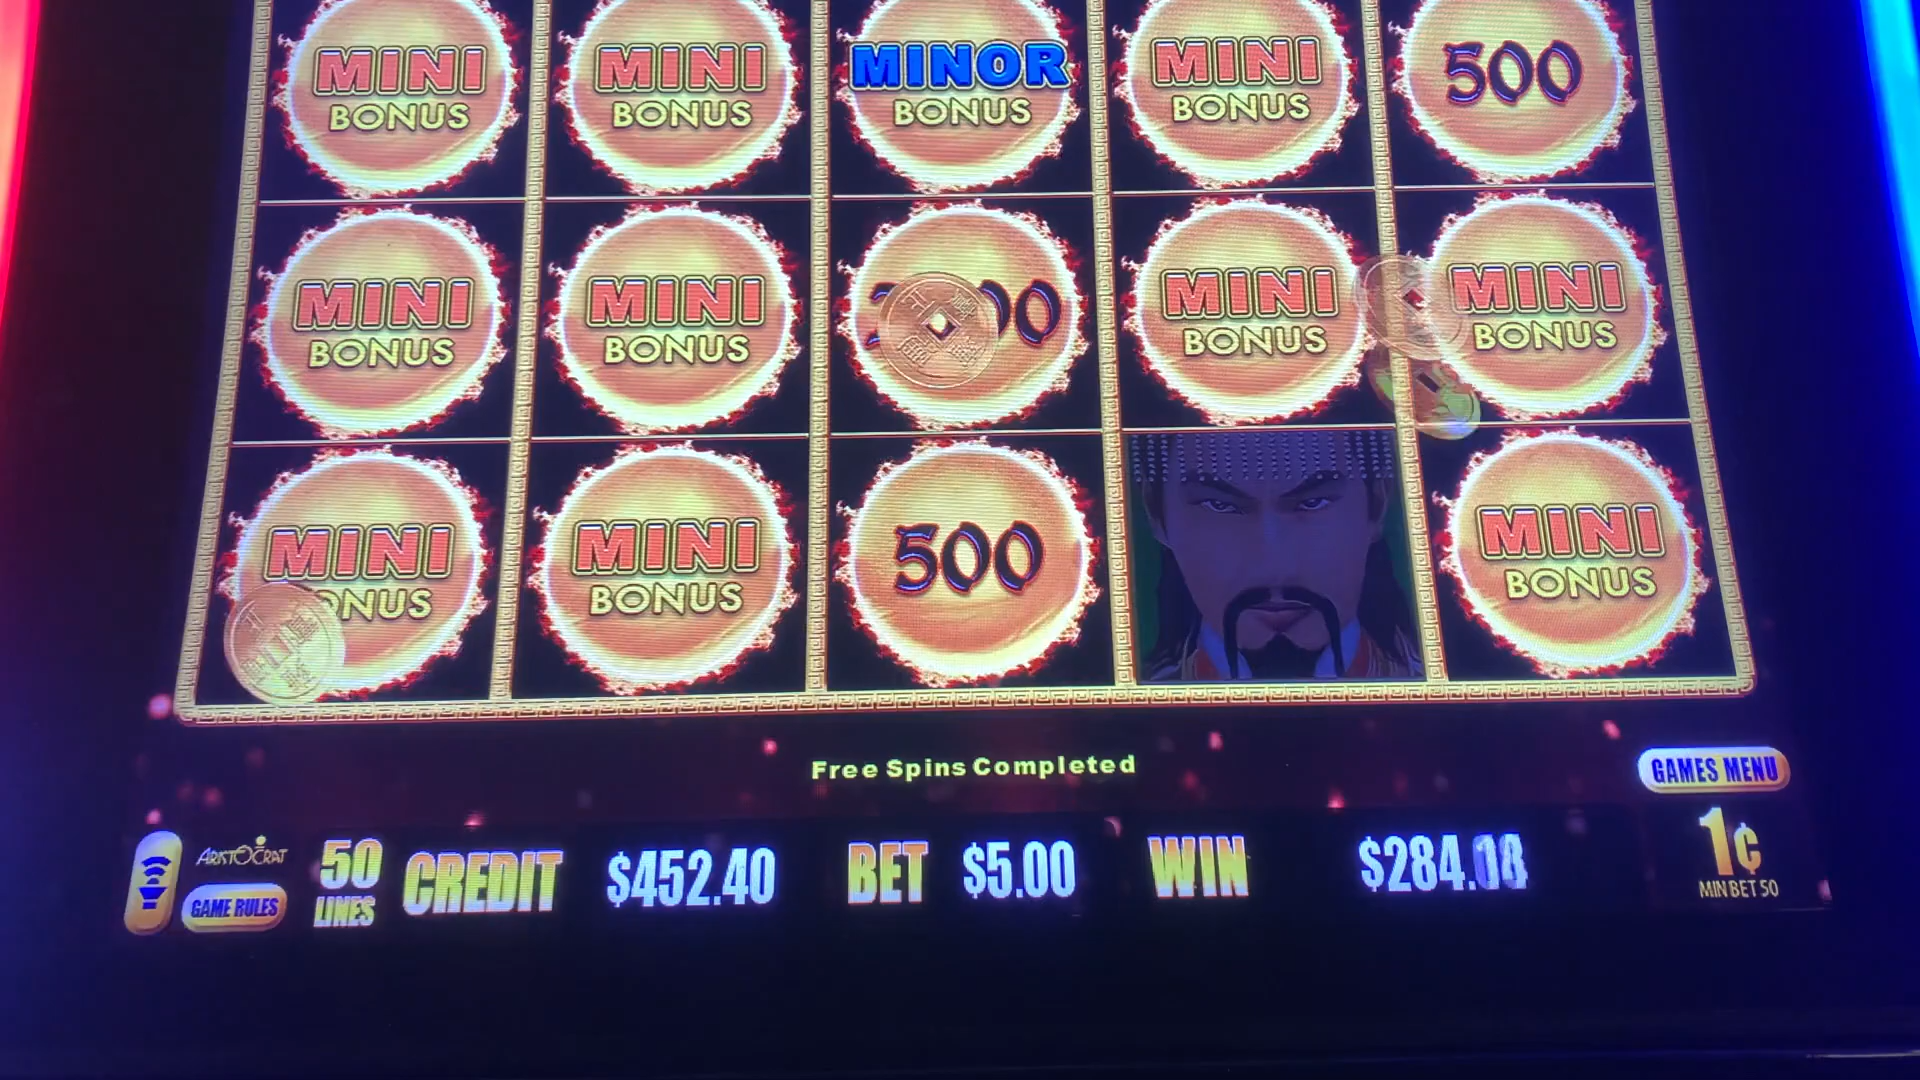 MINI BONUS
MINI BONUS
MINOR BONUS
MINI BONUS
500
MINI BONUS
MINI BONUS
MINI BONUS
MINI BONUS
MINI
MINI BONUS
500
MINI BONUS
Free Spins Completed
GAMES MENU
ARISTOCRAT
GAME RULES
50 LINES
CREDIT $452.40
BET $5.00
WIN
1¢
MIN BET 50